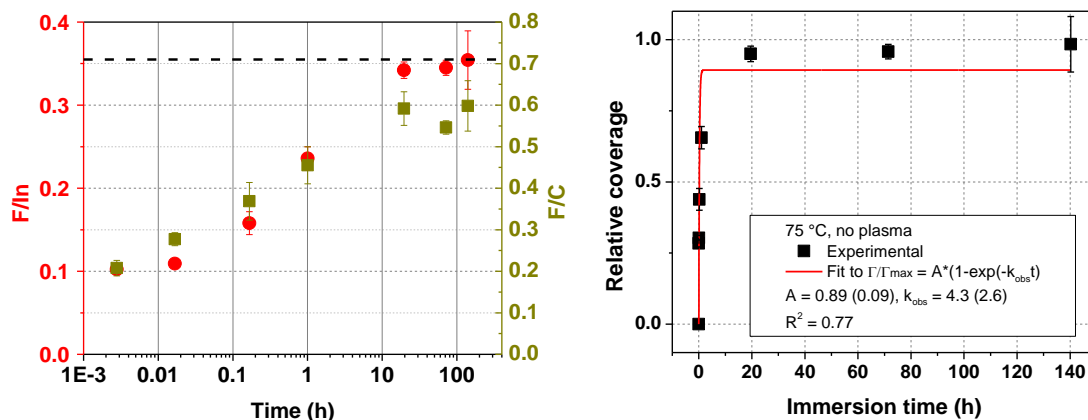 0.4
0.3
0.2
0.1
0.0
F/In
0.8
0.7
0.6
0.5
0.4
0.3
0.2
0.1
0.0
F/C
1E-3 0.01 0.1 1 10 100
Time (h)
1.0
0.5
0.0
Relative coverage
75 °C, no plasma
Experimental
Fit to Γ/Γmax = A*(1-exp(-kobst)
A = 0.89 (0.09), kobs = 4.3 (2.6)
R2 = 0.77
0 20 40 60 80 100 120 140
Immersion time (h)